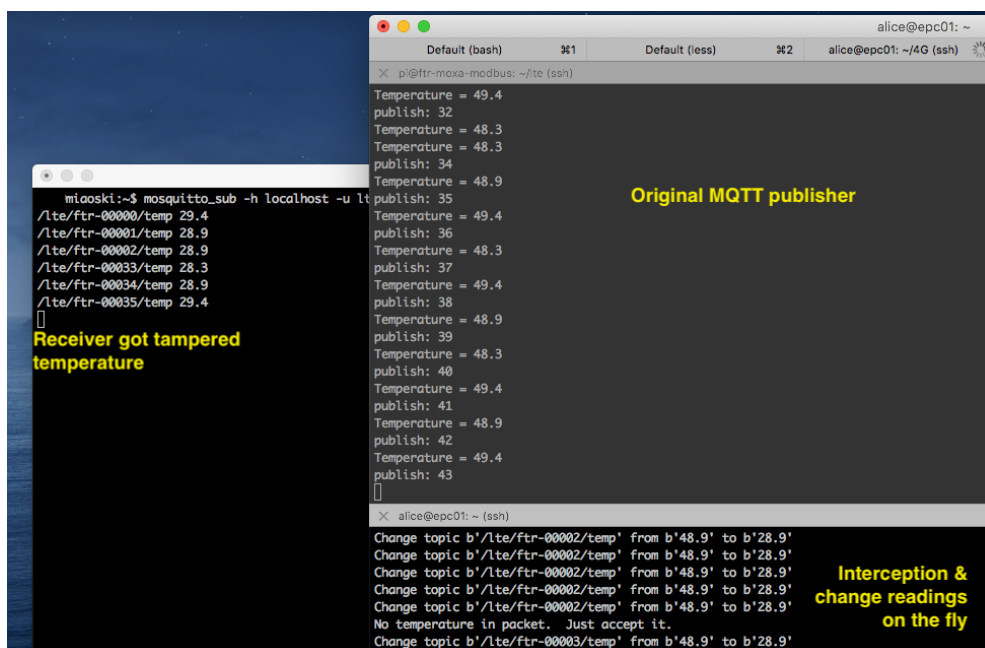 alice@epc01: ~
Default (bash) ⌘1 Default (less) ⌘2 alice@epc01: ~/4G (ssh)
pi@ftr-moxa-modbus: ~/lte (ssh)
Temperature = 49.4
publish: 32
Temperature = 48.3
Temperature = 48.3
publish: 34
Temperature = 48.9
publish: 35
Temperature = 49.4
publish: 36
Temperature = 48.3
publish: 37
Temperature = 49.4
publish: 38
Temperature = 48.9
publish: 39
Temperature = 48.3
publish: 40
Temperature = 49.4
publish: 41
Temperature = 48.9
publish: 42
Temperature = 49.4
publish: 43
Original MQTT publisher
miaoski:~$ mosquitto_sub -h localhost -u lt
/lte/ftr-00000/temp 29.4
/lte/ftr-00001/temp 28.9
/lte/ftr-00002/temp 28.9
/lte/ftr-00033/temp 28.3
/lte/ftr-00034/temp 28.9
/lte/ftr-00035/temp 29.4
Receiver got tampered
temperature
alice@epc01: ~ (ssh)
Change topic b'/lte/ftr-00002/temp' from b'48.9' to b'28.9'
Change topic b'/lte/ftr-00002/temp' from b'48.9' to b'28.9'
Change topic b'/lte/ftr-00002/temp' from b'48.9' to b'28.9'
Change topic b'/lte/ftr-00002/temp' from b'48.9' to b'28.9'
Change topic b'/lte/ftr-00002/temp' from b'48.9' to b'28.9'
No temperature in packet.  Just accept it.
Change topic b'/lte/ftr-00003/temp' from b'48.9' to b'28.9'
Interception &
change readings
on the fly